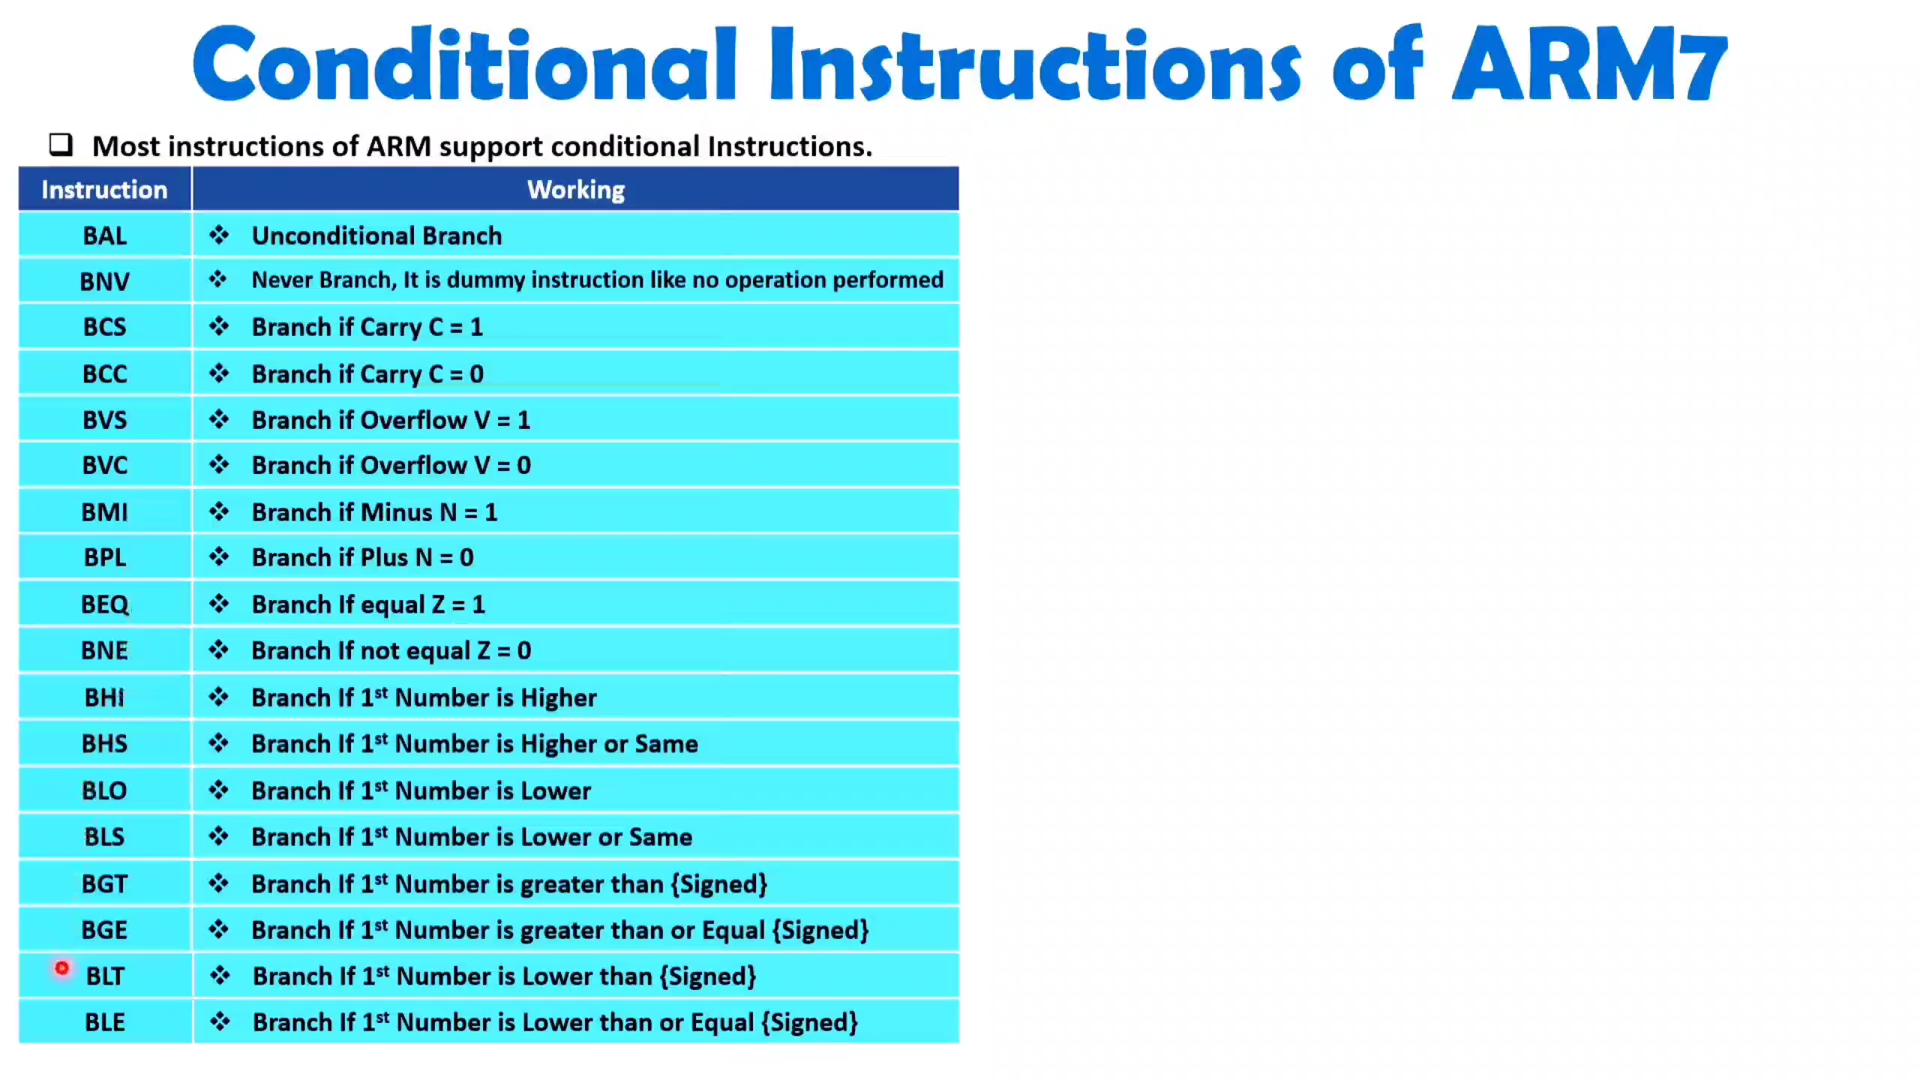 Conditional Instructions of ARM7
❑ Most instructions of ARM support conditional Instructions.
Instruction Working
BAL ❖ Unconditional Branch
BNV ❖ Never Branch, It is dummy instruction like no operation performed
BCS ❖ Branch if Carry C = 1
BCC ❖ Branch if Carry C = 0
BVS ❖ Branch if Overflow V = 1
BVC ❖ Branch if Overflow V = 0
BMI ❖ Branch if Minus N = 1
BPL ❖ Branch if Plus N = 0
BEQ ❖ Branch If equal Z = 1
BNE ❖ Branch If not equal Z = 0
BHI ❖ Branch If 1st Number is Higher
BHS ❖ Branch If 1st Number is Higher or Same
BLO ❖ Branch If 1st Number is Lower
BLS ❖ Branch If 1st Number is Lower or Same
BGT ❖ Branch If 1st Number is greater than {Signed}
BGE ❖ Branch If 1st Number is greater than or Equal {Signed}
BLT ❖ Branch If 1st Number is Lower than {Signed}
BLE ❖ Branch If 1st Number is Lower than or Equal {Signed}